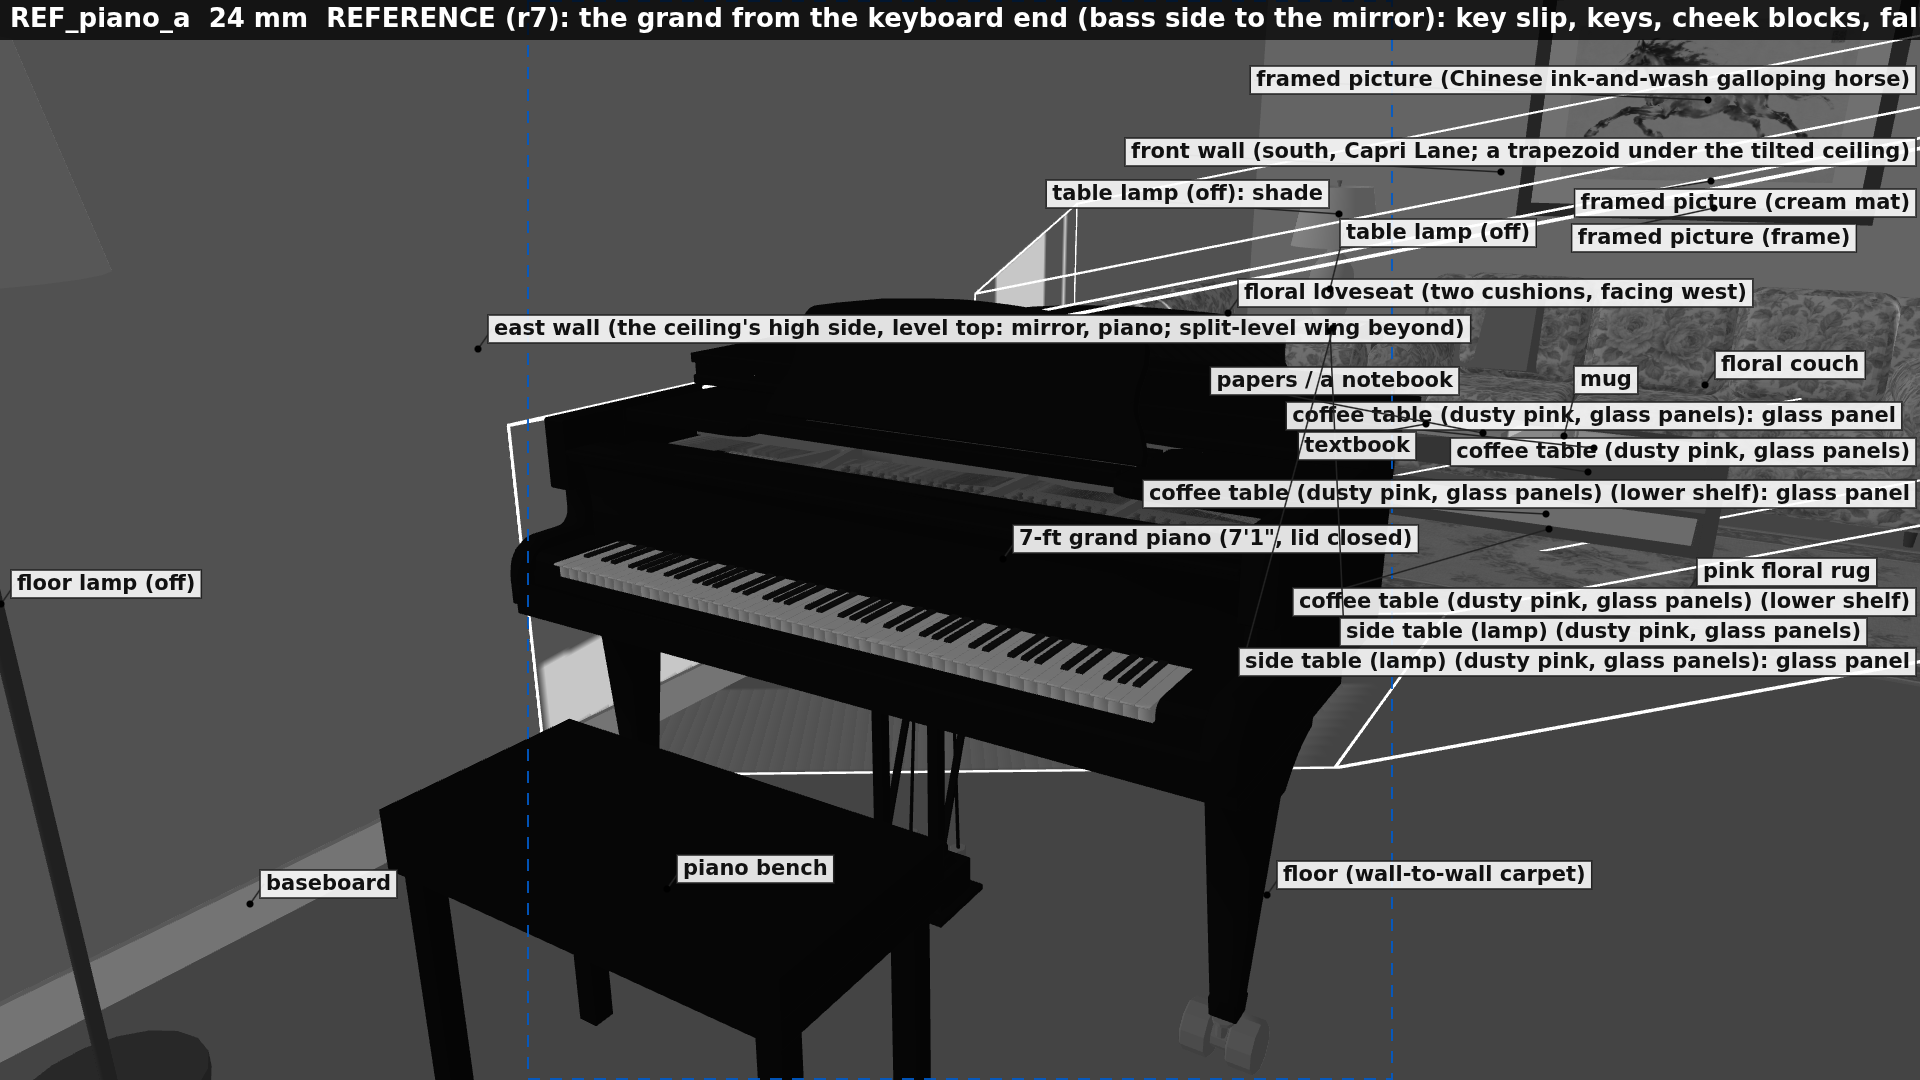 REF_piano_a 24 mm REFERENCE (r7): the grand from the keyboard end (bass side to the mirror): key slip, keys, cheek blocks, fal
framed picture (Chinese ink-and-wash galloping horse)
front wall (south, Capri Lane; a trapezoid under the tilted ceiling)
table lamp (off): shade
framed picture (cream mat)
table lamp (off)
framed picture (frame)
floral loveseat (two cushions, facing west)
east wall (the ceiling's high side, level top: mirror, piano; split-level wing beyond)
floral couch
papers / a notebook
mug
coffee table (dusty pink, glass panels): glass panel
textbook
coffee table (dusty pink, glass panels)
coffee table (dusty pink, glass panels) (lower shelf): glass panel
7-ft grand piano (7'1", lid closed)
pink floral rug
floor lamp (off)
coffee table (dusty pink, glass panels) (lower shelf)
side table (lamp) (dusty pink, glass panels)
side table (lamp) (dusty pink, glass panels): glass panel
piano bench
floor (wall-to-wall carpet)
baseboard